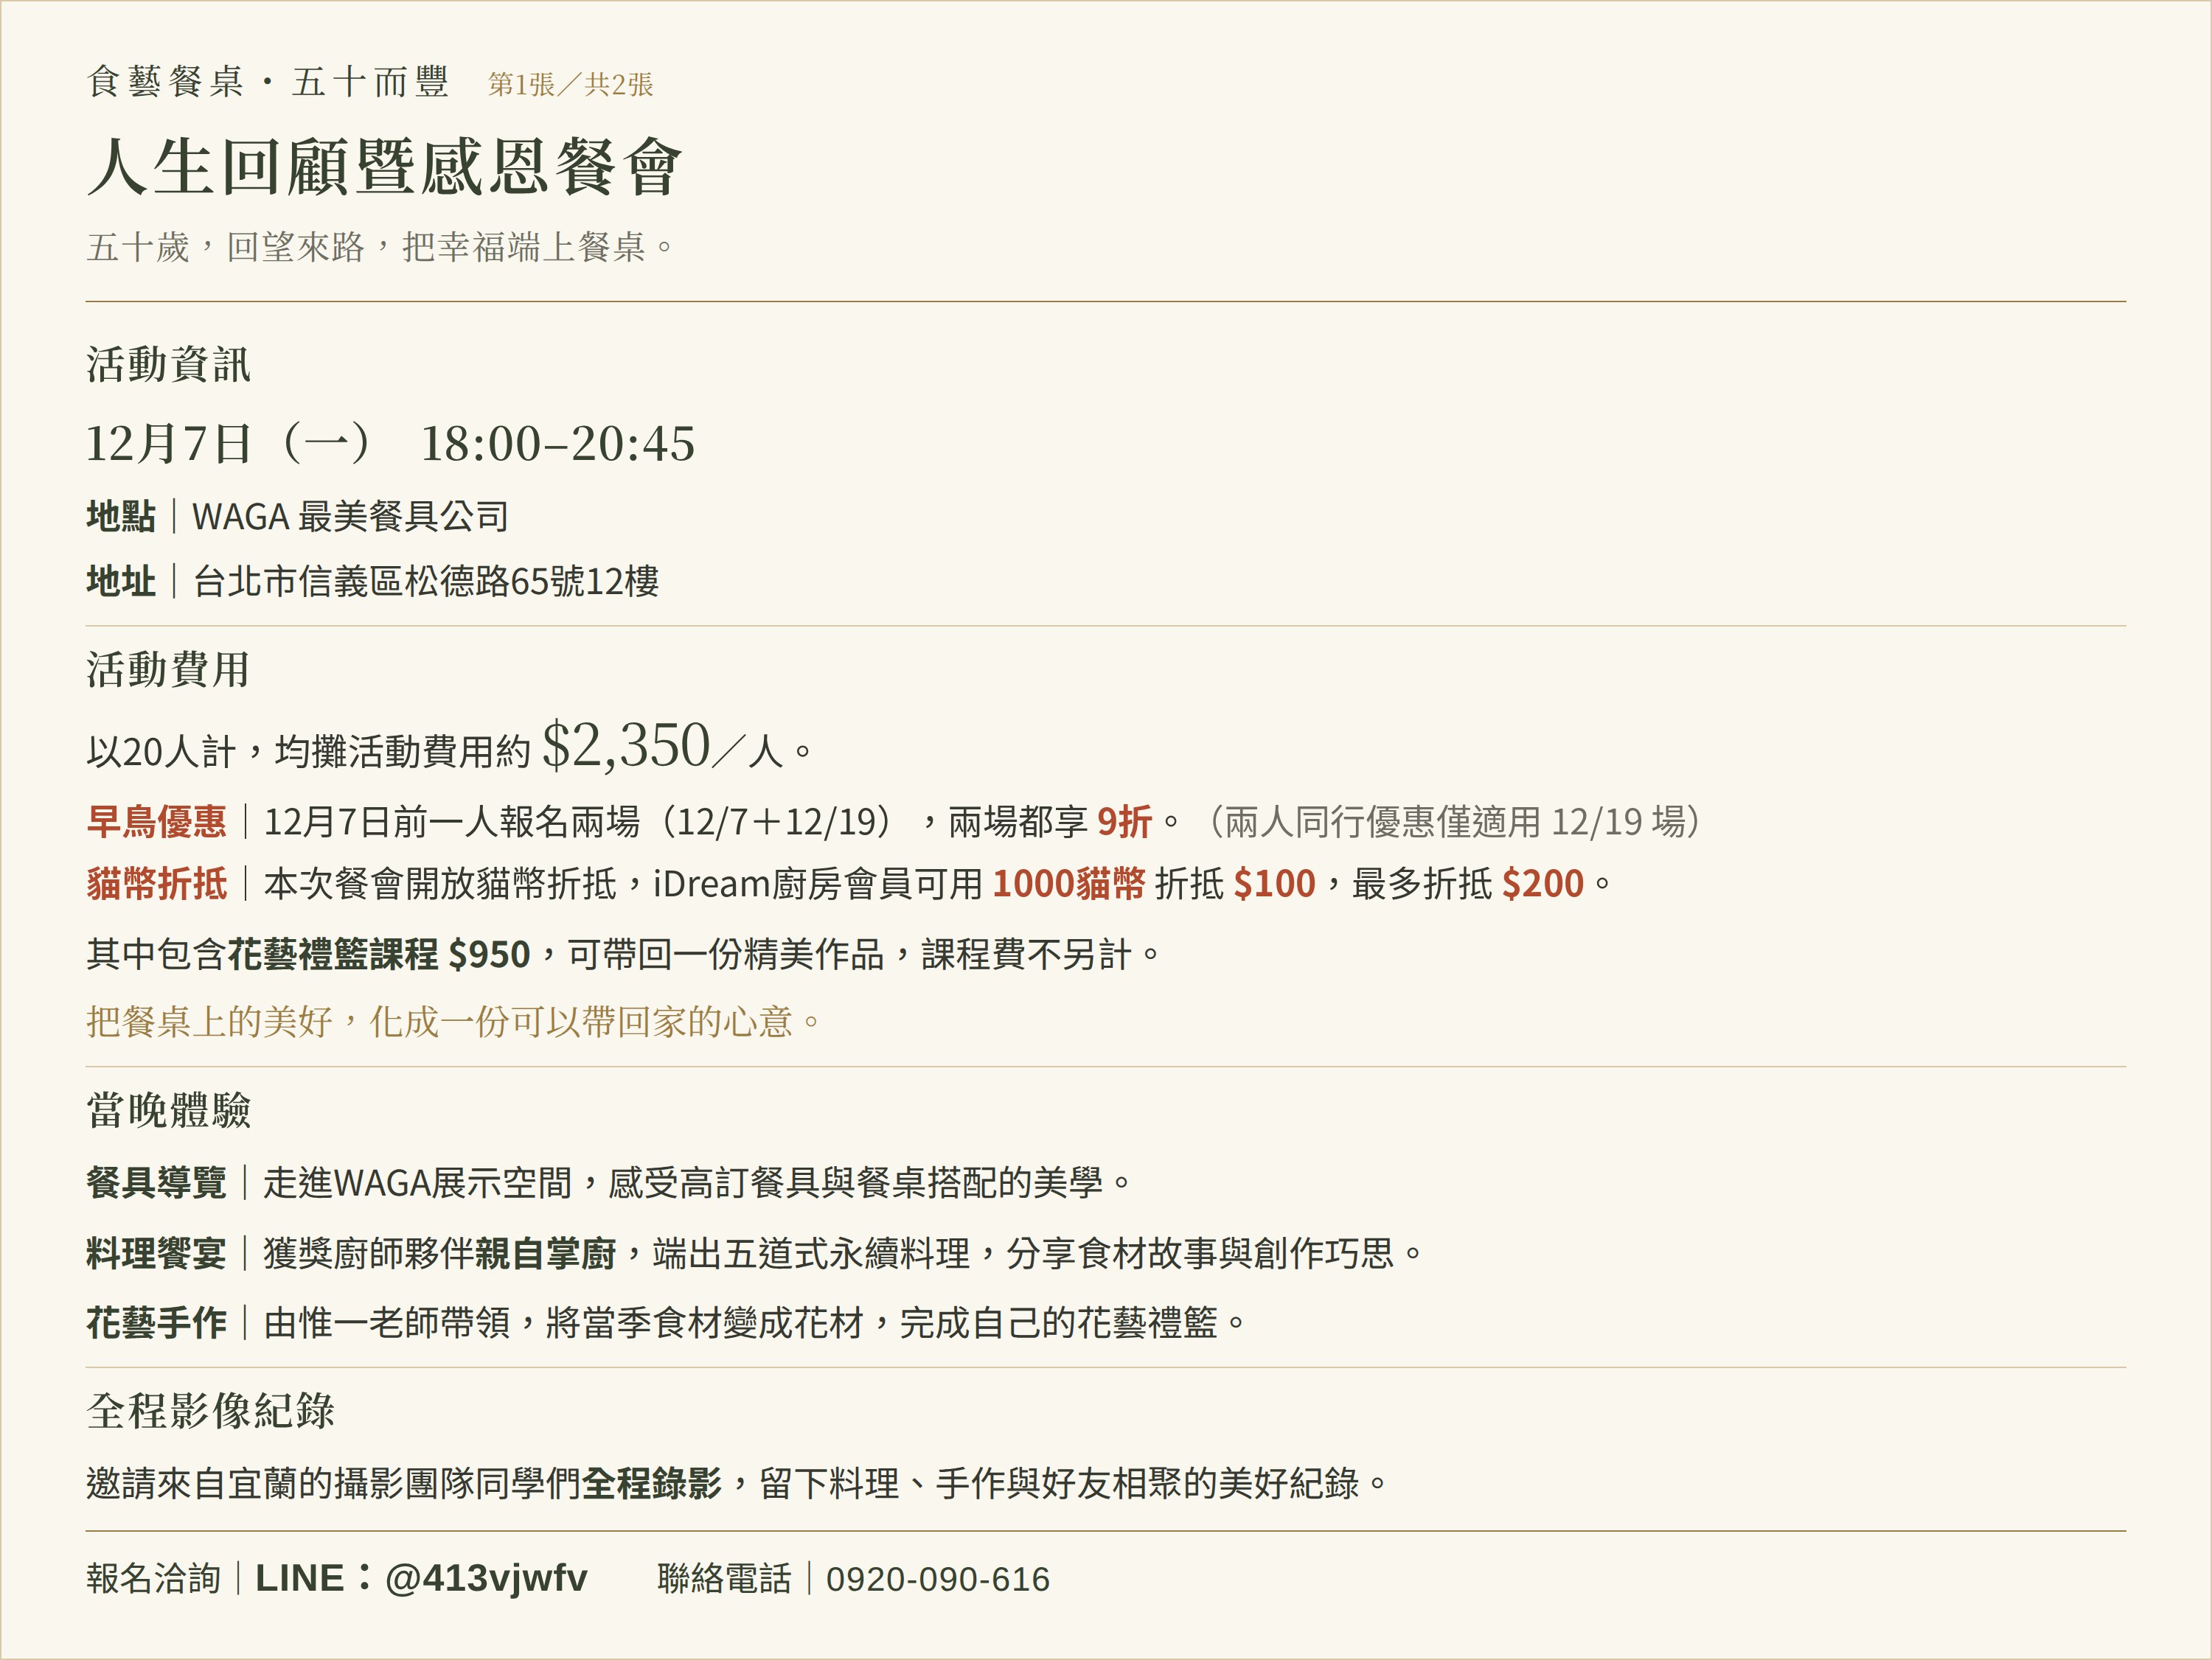 食藝餐桌・五十而豐 第1張／共2張
人生回顧暨感恩餐會
五十歲，回望來路，把幸福端上餐桌。
活動資訊
12月7日（一） 18:00–20:45
地點｜WAGA 最美餐具公司
地址｜台北市信義區松德路65號12樓
活動費用
以20人計，均攤活動費用約 $2,350／人。
早鳥優惠｜12月7日前一人報名兩場（12/7＋12/19），兩場都享 9折。（兩人同行優惠僅適用 12/19 場）
貓幣折抵｜本次餐會開放貓幣折抵，iDream廚房會員可用 1000貓幣 折抵 $100，最多折抵 $200。
其中包含花藝禮籃課程 $950，可帶回一份精美作品，課程費不另計。
把餐桌上的美好，化成一份可以帶回家的心意。
當晚體驗
餐具導覽｜走進WAGA展示空間，感受高訂餐具與餐桌搭配的美學。
料理饗宴｜獲獎廚師夥伴親自掌廚，端出五道式永續料理，分享食材故事與創作巧思。
花藝手作｜由惟一老師帶領，將當季食材變成花材，完成自己的花藝禮籃。
全程影像紀錄
邀請來自宜蘭的攝影團隊同學們全程錄影，留下料理、手作與好友相聚的美好紀錄。
報名洽詢｜LINE：@413vjwfv 聯絡電話｜0920-090-616